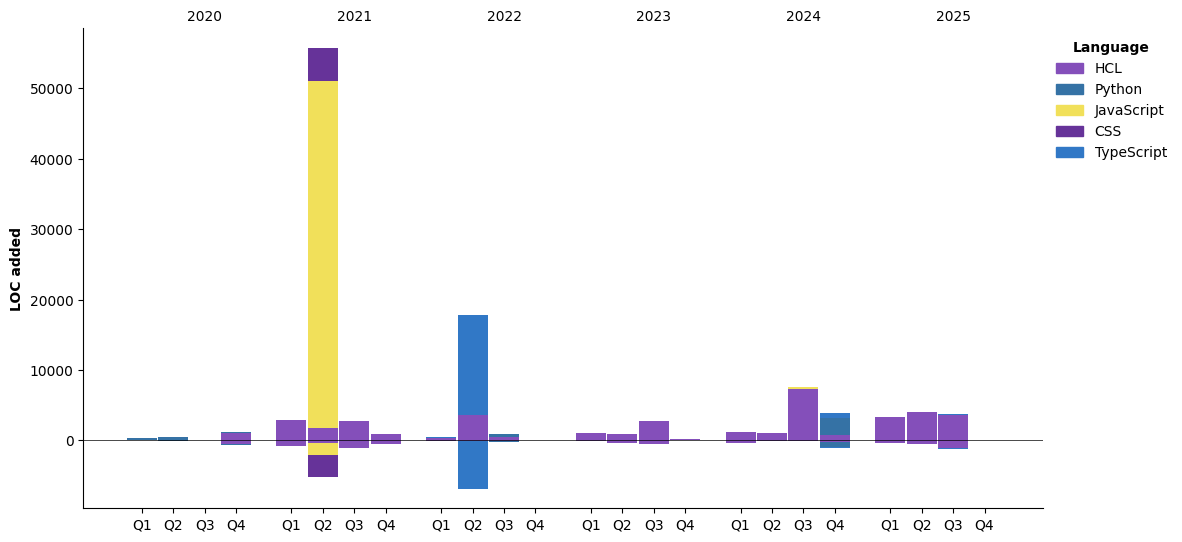 2020 2021 2022 2023 2024 2025
Language
HCL
Python
JavaScript
CSS
TypeScript
50000
40000
30000
20000
10000
0
LOC added
Q1 Q2 Q3 Q4 Q1 Q2 Q3 Q4 Q1 Q2 Q3 Q4 Q1 Q2 Q3 Q4 Q1 Q2 Q3 Q4 Q1 Q2 Q3 Q4